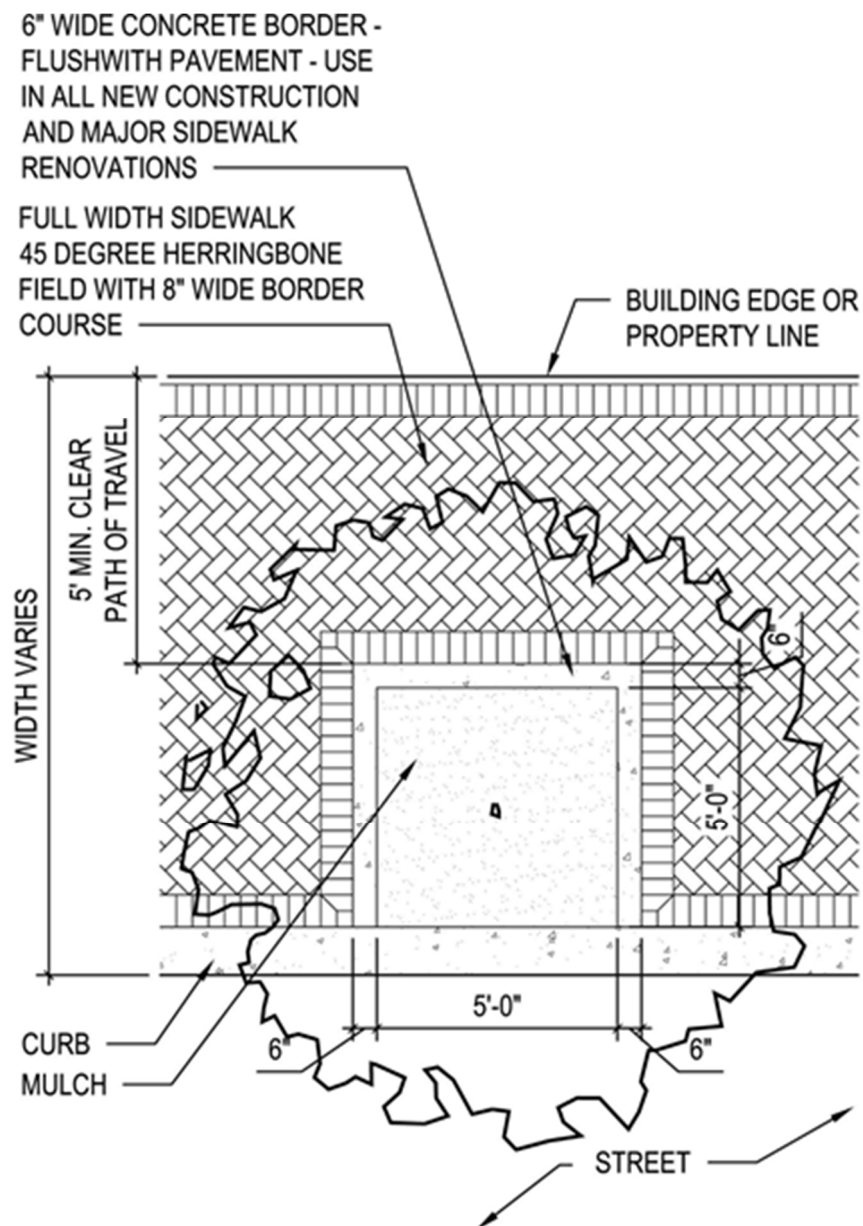 6" WIDE CONCRETE BORDER -
FLUSHWITH PAVEMENT - USE
IN ALL NEW CONSTRUCTION
AND MAJOR SIDEWALK
RENOVATIONS
FULL WIDTH SIDEWALK
45 DEGREE HERRINGBONE
FIELD WITH 8" WIDE BORDER
COURSE
BUILDING EDGE OR
PROPERTY LINE
WIDTH VARIES
5' MIN. CLEAR
PATH OF TRAVEL
6"
5'-0"
5'-0"
6"
6"
CURB
MULCH
STREET